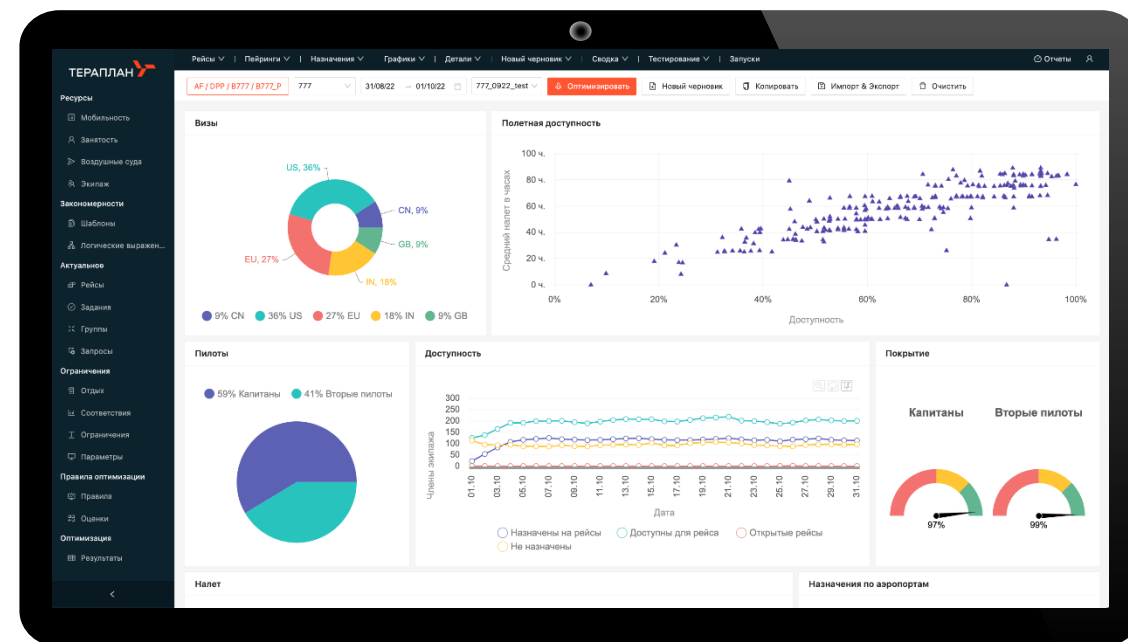 ТЕРАПЛАН
Рейсы | Пейринги | Назначения Графики | Детали | Новый черновик | Сводка | Тестирование | Запуски Отчеты
AF / DPP / B777 / B777_P 777 31/08/22 → 01/10/22 777_0922_test Оптимизировать Новый черновик Копировать Импорт & Экспорт Очистить
Ресурсы
Мобильность
Занятость
Воздушные суда
Экипаж
Закономерности
Шаблоны
Логические выражен...
Актуальное
Рейсы
Задания
Группы
Запросы
Ограничения
Отдых
Соответствия
Ограничения
Параметры
Правила оптимизации
Правила
Оценки
Оптимизация
Результаты
Визы
US, 36%
CN, 9%
GB, 9%
EU, 27%
IN, 18%
9% CN 36% US 27% EU 18% IN 9% GB
Полетная доступность
Средний налет в часах
100 ч.
80 ч.
60 ч.
40 ч.
20 ч.
0 ч.
0% 20% 40% 60% 80% 100%
Доступность
Пилоты
59% Капитаны 41% Вторые пилоты
Доступность
Члены экипажа
300
250
200
150
100
50
0
01.10 03.10 05.10 07.10 09.10 11.10 13.10 15.10 17.10 19.10 21.10 23.10 25.10 27.10 29.10 31.10
Дата
Назначены на рейсы Доступны для рейса Открытые рейсы
Не назначены
Покрытие
Капитаны Вторые пилоты
97% 99%
Налет
Назначения по аэропортам